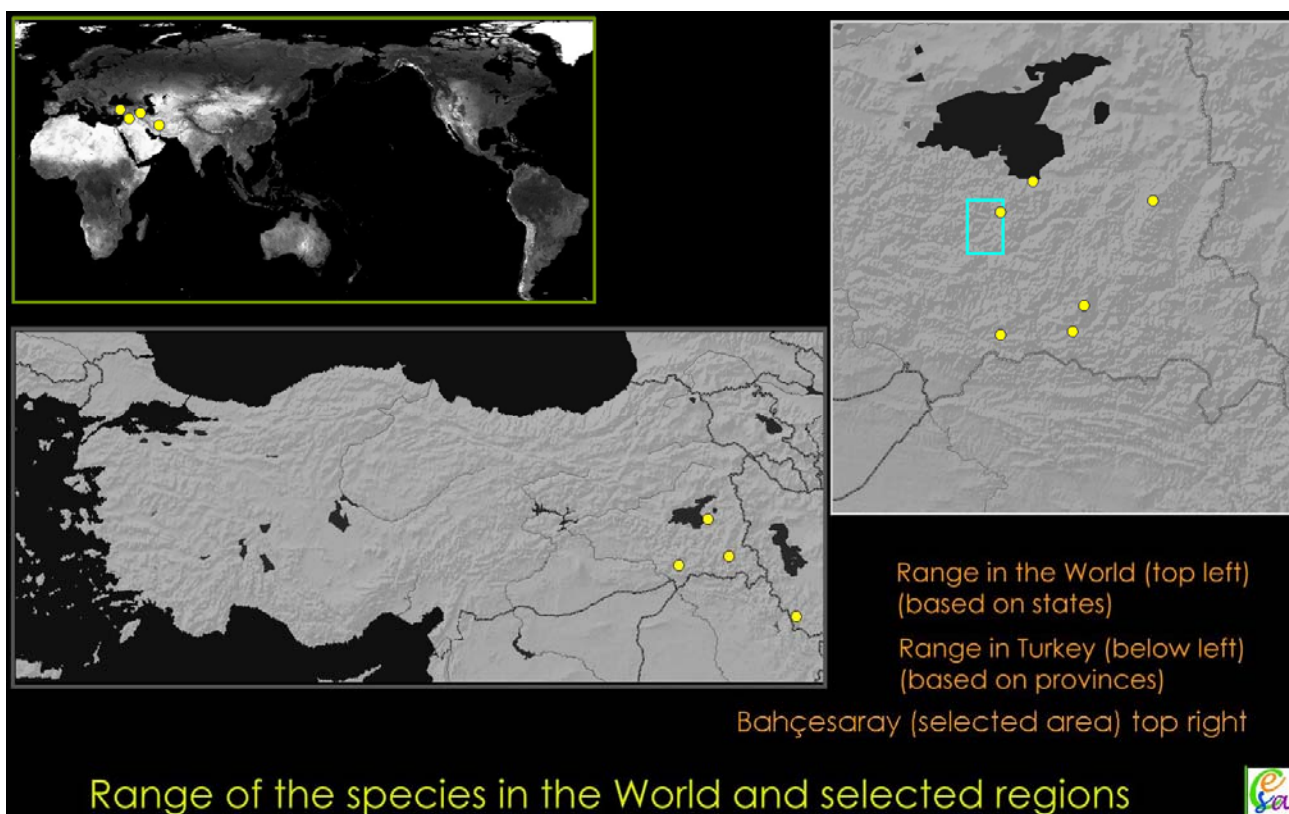 Range in the World (top left)
(based on states)
Range in Turkey (below left)
(based on provinces)
Bahçesaray (selected area) top right
Range of the species in the World and selected regions
Cesa